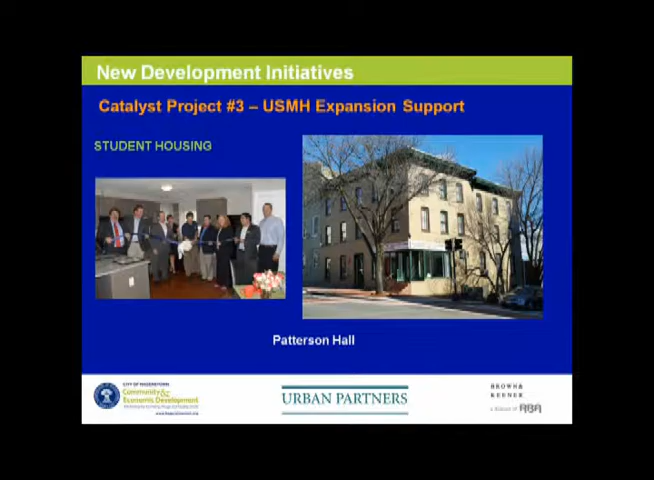 New Development Initiatives
Catalyst Project #3 – USMH Expansion Support
STUDENT HOUSING
Patterson Hall
CITY OF HAGERSTOWN
Community &
Economic Development
URBAN PARTNERS
BROWN &
KEENER